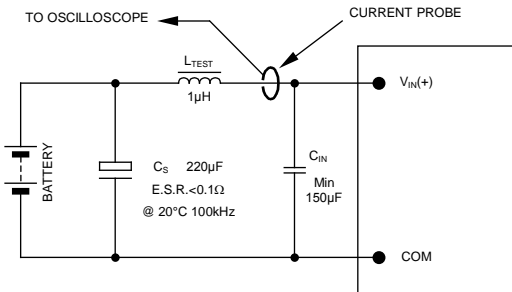 TO OSCILLOSCOPE
CURRENT PROBE
LTEST
1µH
VIN(+)
BATTERY
CS 220µF
E.S.R.<0.1Ω
@ 20°C 100kHz
CIN
Min
150µF
COM